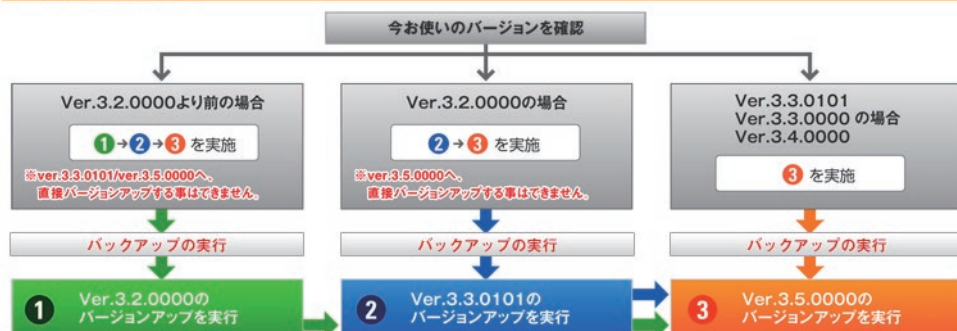 今お使いのバージョンを確認
Ver.3.2.0000より前の場合
❶→❷→❸ を実施
※ver.3.3.0101/ver.3.5.0000へ、
直接バージョンアップする事はできません。
Ver.3.2.0000の場合
❷→❸ を実施
※ver.3.5.0000へ、
直接バージョンアップする事はできません。
Ver.3.3.0101
Ver.3.3.0000 の場合
Ver.3.4.0000
❸ を実施
バックアップの実行
バックアップの実行
バックアップの実行
❶ Ver.3.2.0000の
バージョンアップを実行
❷ Ver.3.3.0101の
バージョンアップを実行
❸ Ver.3.5.0000の
バージョンアップを実行